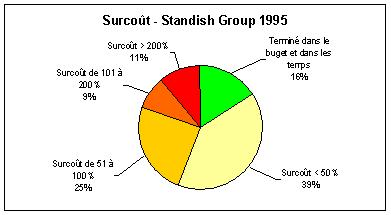 Surcoût - Standish Group 1995
Surcoût > 200%
11%
Terminé dans le
buget et dans les
temps
16%
Surcoût de 101 à
200%
9%
Surcoût de 51 à
100%
25%
Surcoût < 50%
39%